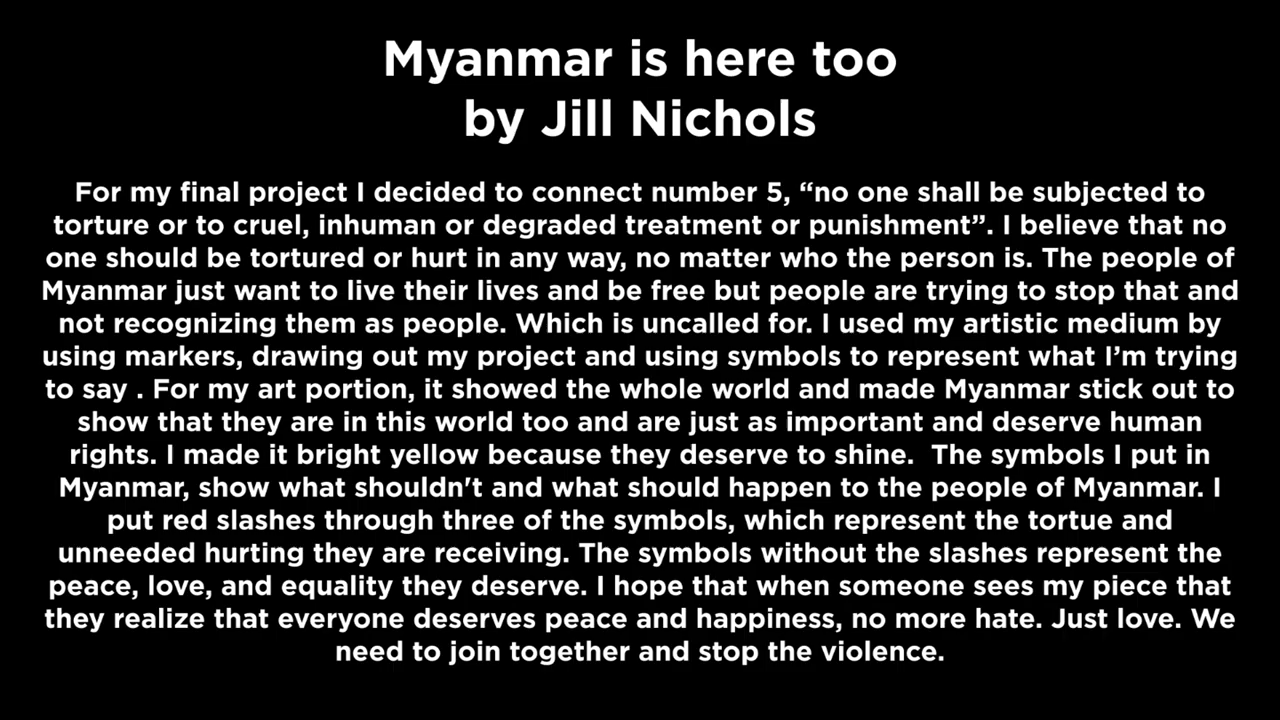 Myanmar is here too
by Jill Nichols
For my final project I decided to connect number 5, “no one shall be subjected to
torture or to cruel, inhuman or degraded treatment or punishment”. I believe that no
one should be tortured or hurt in any way, no matter who the person is. The people of
Myanmar just want to live their lives and be free but people are trying to stop that and
not recognizing them as people. Which is uncalled for. I used my artistic medium by
using markers, drawing out my project and using symbols to represent what I’m trying
to say . For my art portion, it showed the whole world and made Myanmar stick out to
show that they are in this world too and are just as important and deserve human
rights. I made it bright yellow because they deserve to shine.  The symbols I put in
Myanmar, show what shouldn't and what should happen to the people of Myanmar. I
put red slashes through three of the symbols, which represent the tortue and
unneeded hurting they are receiving. The symbols without the slashes represent the
peace, love, and equality they deserve. I hope that when someone sees my piece that
they realize that everyone deserves peace and happiness, no more hate. Just love. We
need to join together and stop the violence.